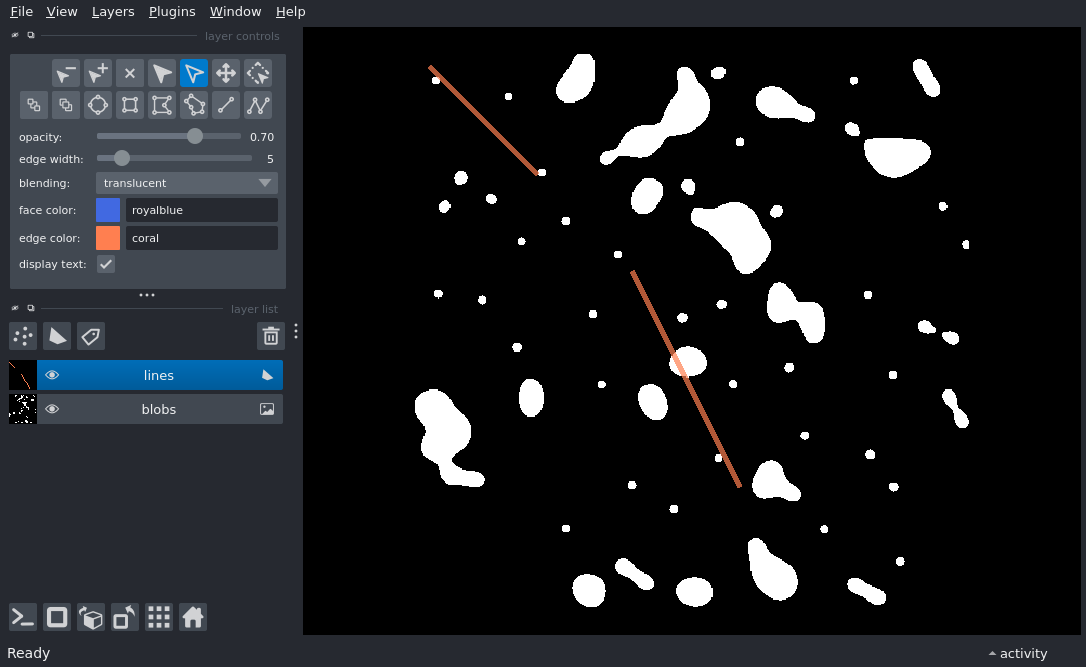 File View Layers Plugins Window Help
layer controls
opacity: 0.70
edge width: 5
blending: translucent
face color: royalblue
edge color: coral
display text:
layer list
lines
blobs
Ready
activity